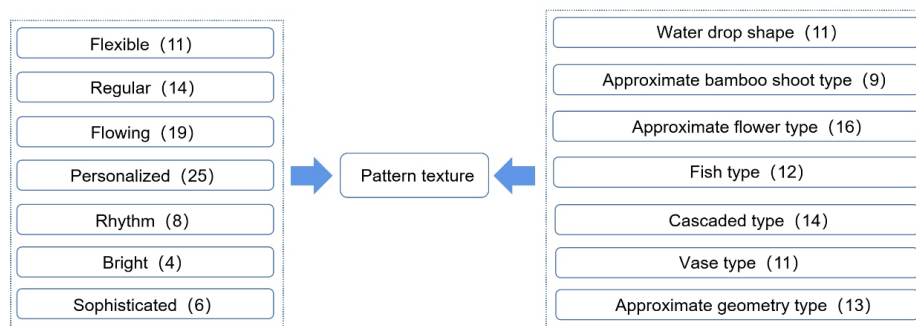 Flexible (11)
Regular (14)
Flowing (19)
Personalized (25)
Rhythm (8)
Bright (4)
Sophisticated (6)
Pattern texture
Water drop shape (11)
Approximate bamboo shoot type (9)
Approximate flower type (16)
Fish type (12)
Cascaded type (14)
Vase type (11)
Approximate geometry type (13)